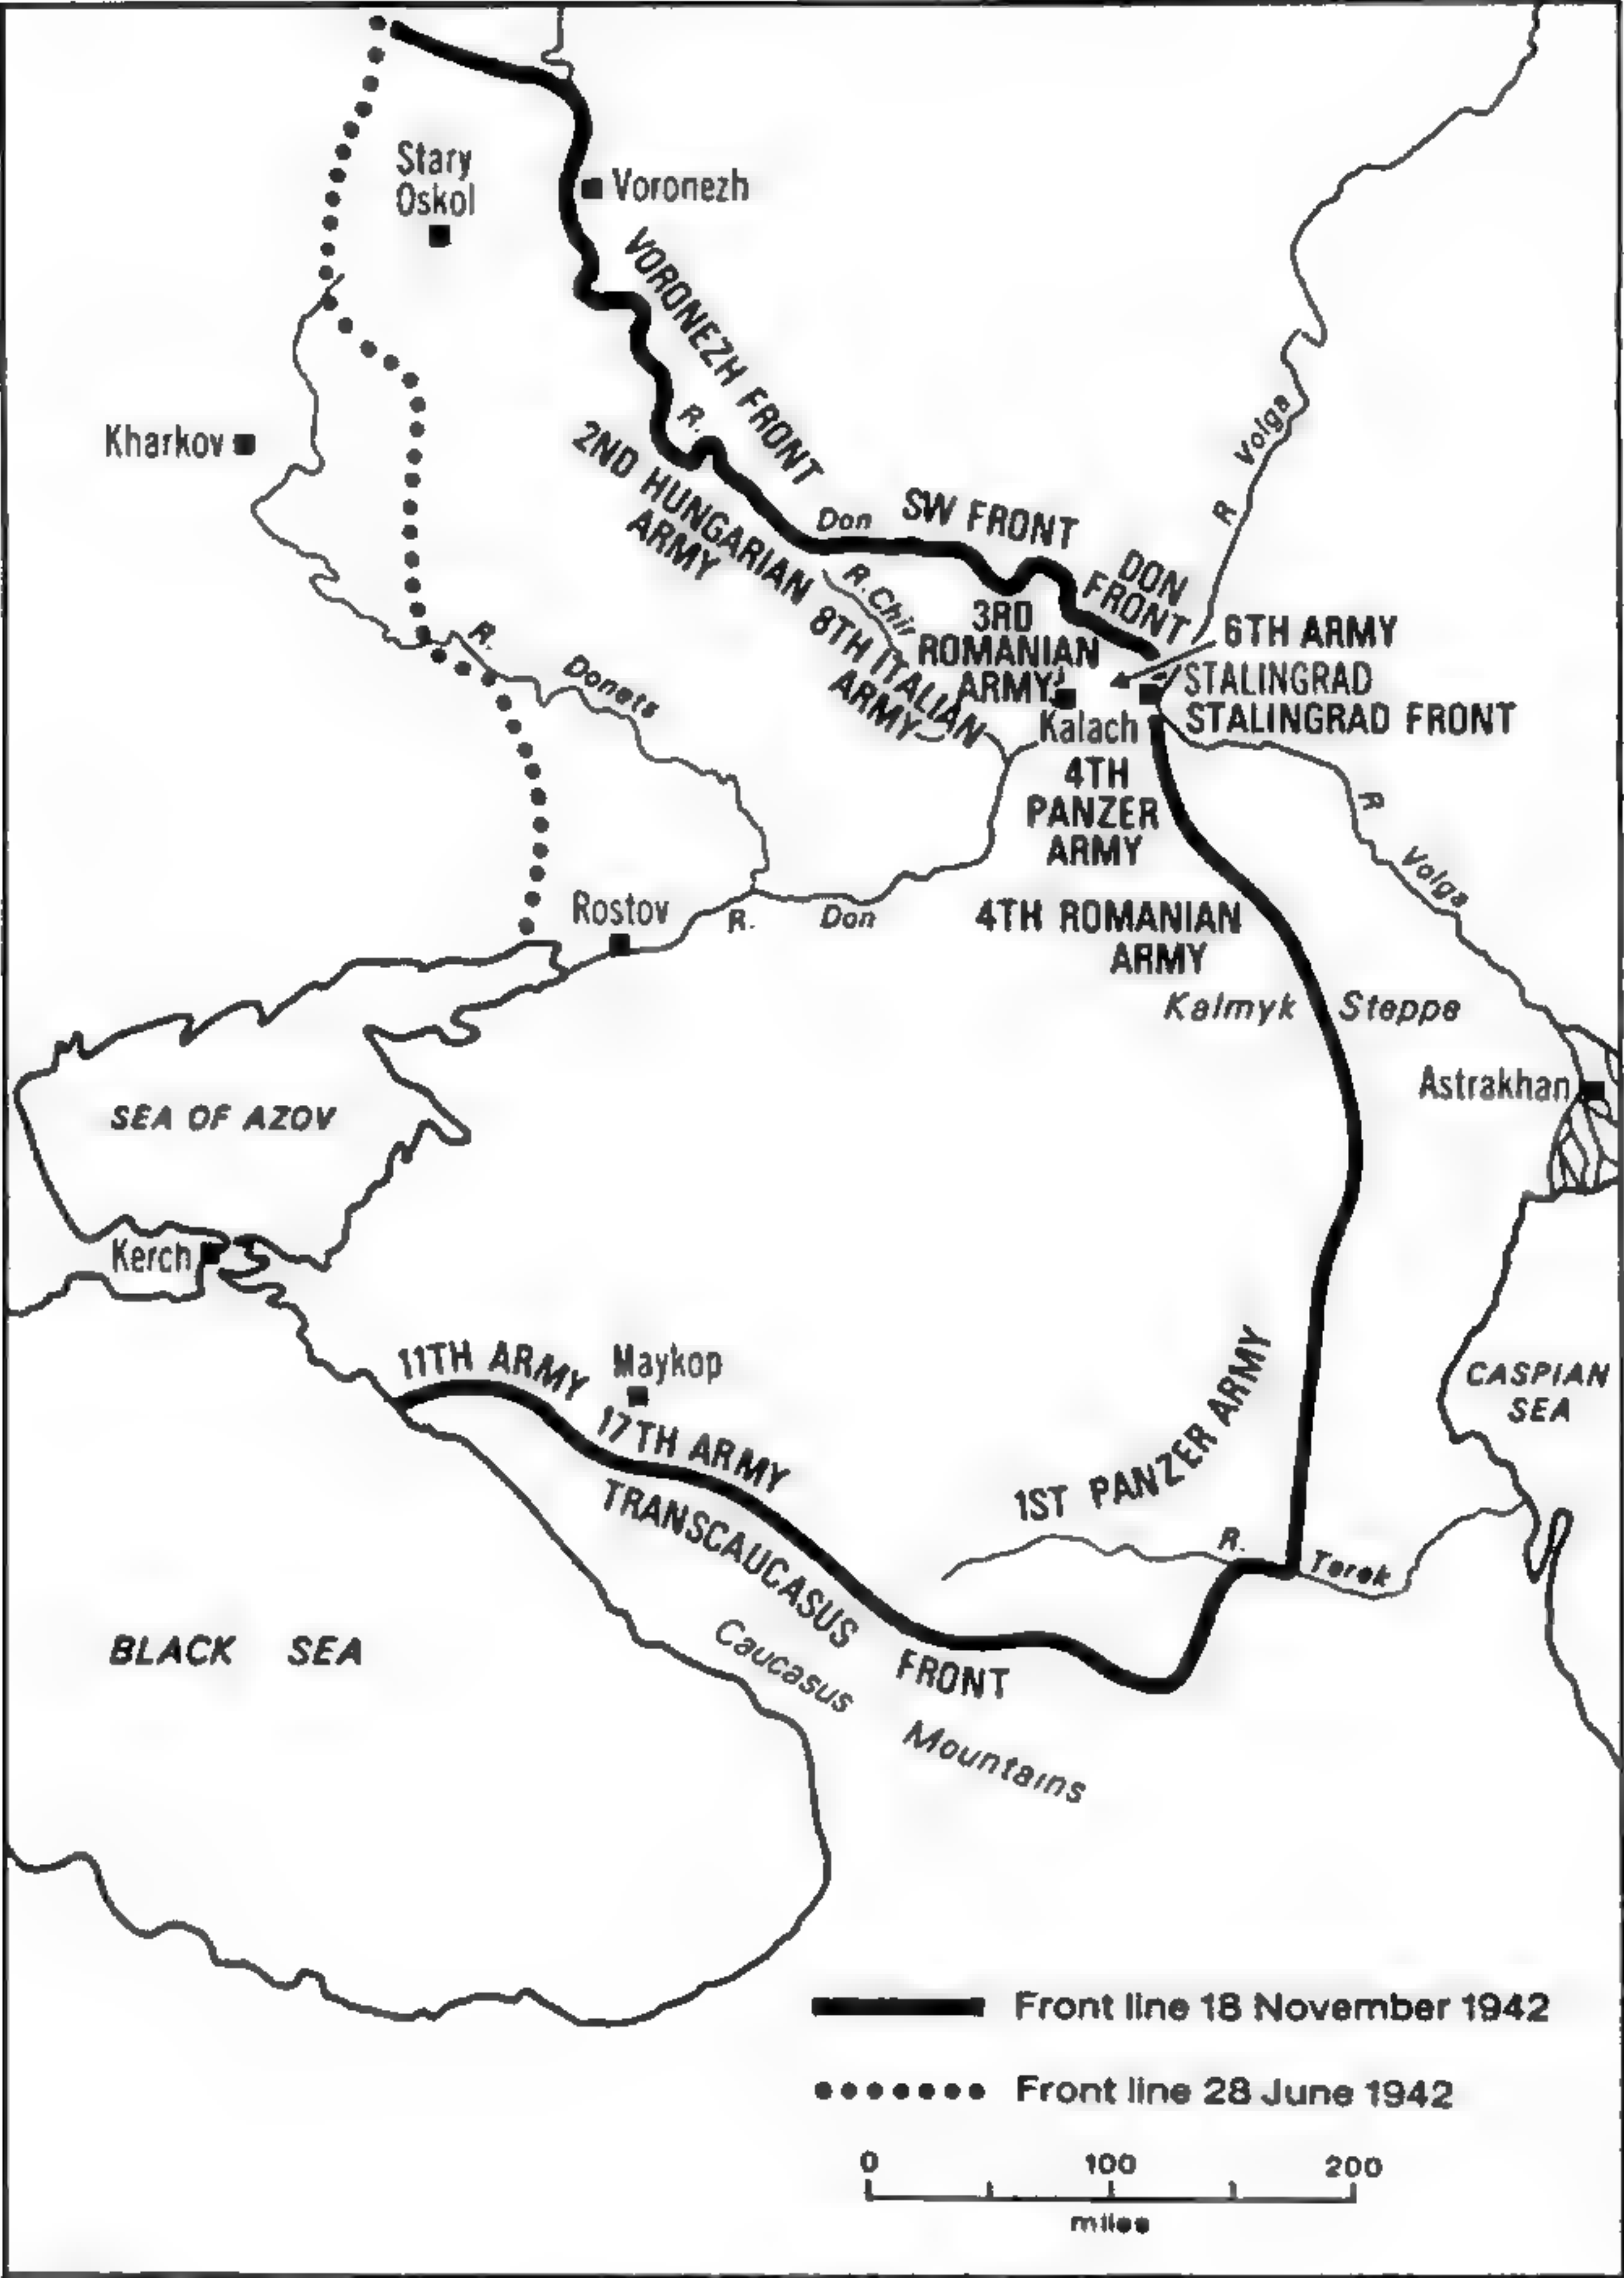 Stary
Oskol
Voronezh
VORONEZH FRONT
Kharkov
R.
Don
2ND HUNGARIAN
ARMY
SW FRONT
DON
FRONT
R
Volga
R. Chir
8TH ITALIAN
ARMY
3RD
ROMANIAN
ARMY
6TH ARMY
STALINGRAD
STALINGRAD FRONT
Kalach
R.
Donets
4TH
PANZER
ARMY
R
Volga
Rostov
R.
Don
4TH ROMANIAN
ARMY
Kalmyk Steppe
Astrakhan
SEA OF AZOV
Kerch
11TH ARMY
Maykop
17TH ARMY
TRANSCAUCASUS
FRONT
1ST PANZER ARMY
CASPIAN
SEA
R.
Terek
BLACK SEA
Caucasus
Mountains
Front line 18 November 1942
Front line 28 June 1942
0 100 200
miles